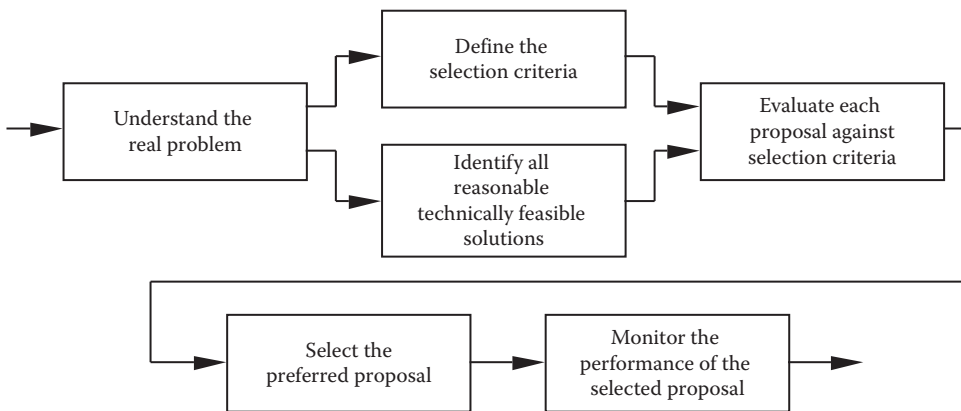 Understand the
real problem
Define the
selection criteria
Identify all
reasonable
technically feasible
solutions
Evaluate each
proposal against
selection criteria
Select the
preferred proposal
Monitor the
performance of the
selected proposal